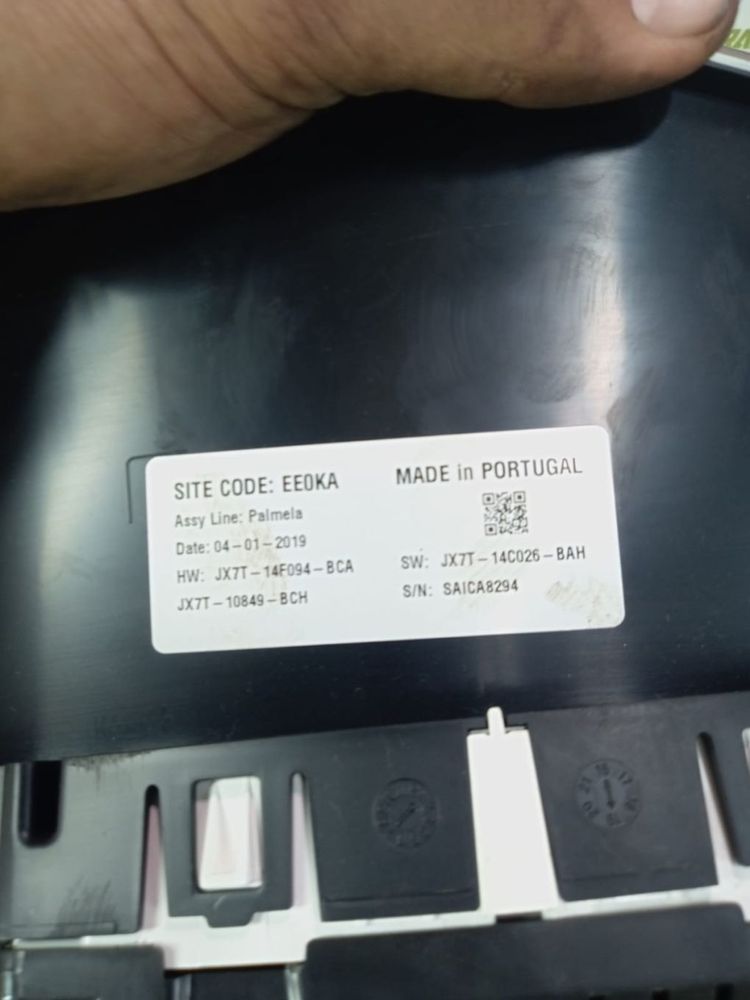 SITE CODE: EE0KA
MADE in PORTUGAL
Assy Line: Palmela
Date: 04-01-2019
HW: JX7T-14F094-BCA
SW: JX7T-14C026-BAH
JX7T-10849-BCH
S/N: SAICA8294